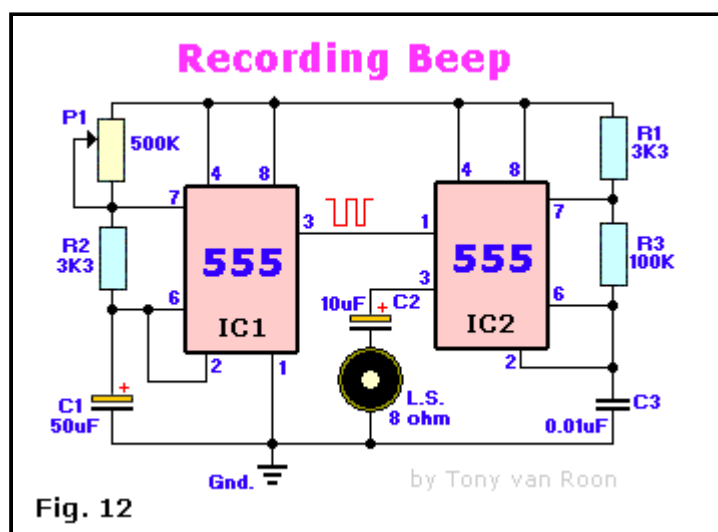 Recording Beep
P1
500K
4
8
4
8
R1
3K3
7
3
1
7
R2
3K3
555
555
R3
100K
3
6
10uF
+
C2
6
IC1
IC2
2
1
2
C1
+
50uF
L.S.
8 ohm
C3
0.01uF
Gnd.
by Tony van Roon
Fig. 12